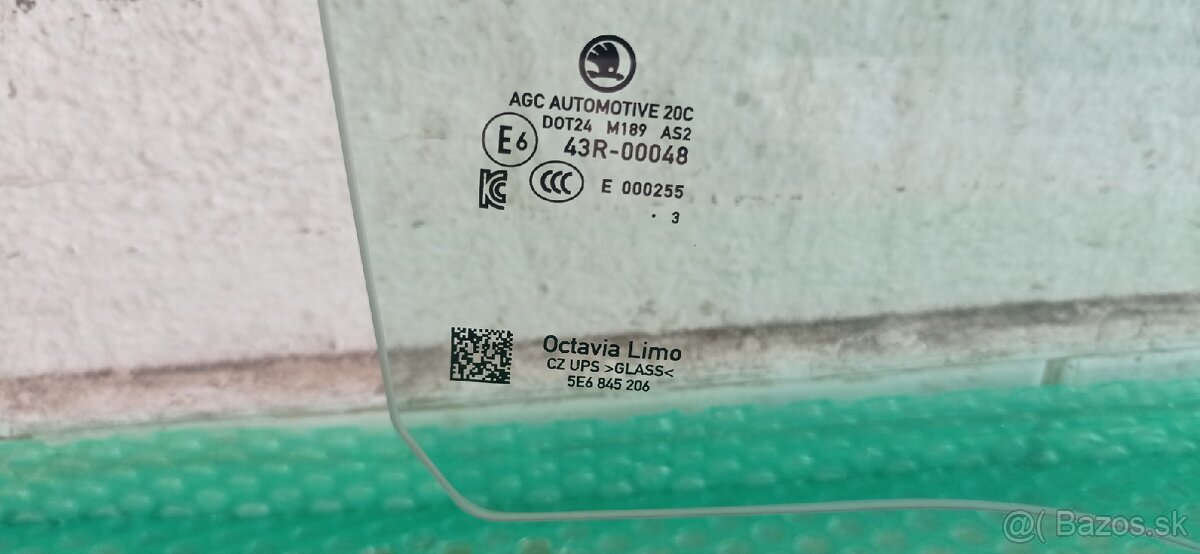 AGC AUTOMOTIVE 20C
DOT24 M189 AS2
E6 43R-00048
KC CCC E 000255
. 3
Octavia Limo
CZ UPS >GLASS<
5E6 845 206
@( Bazos.sk